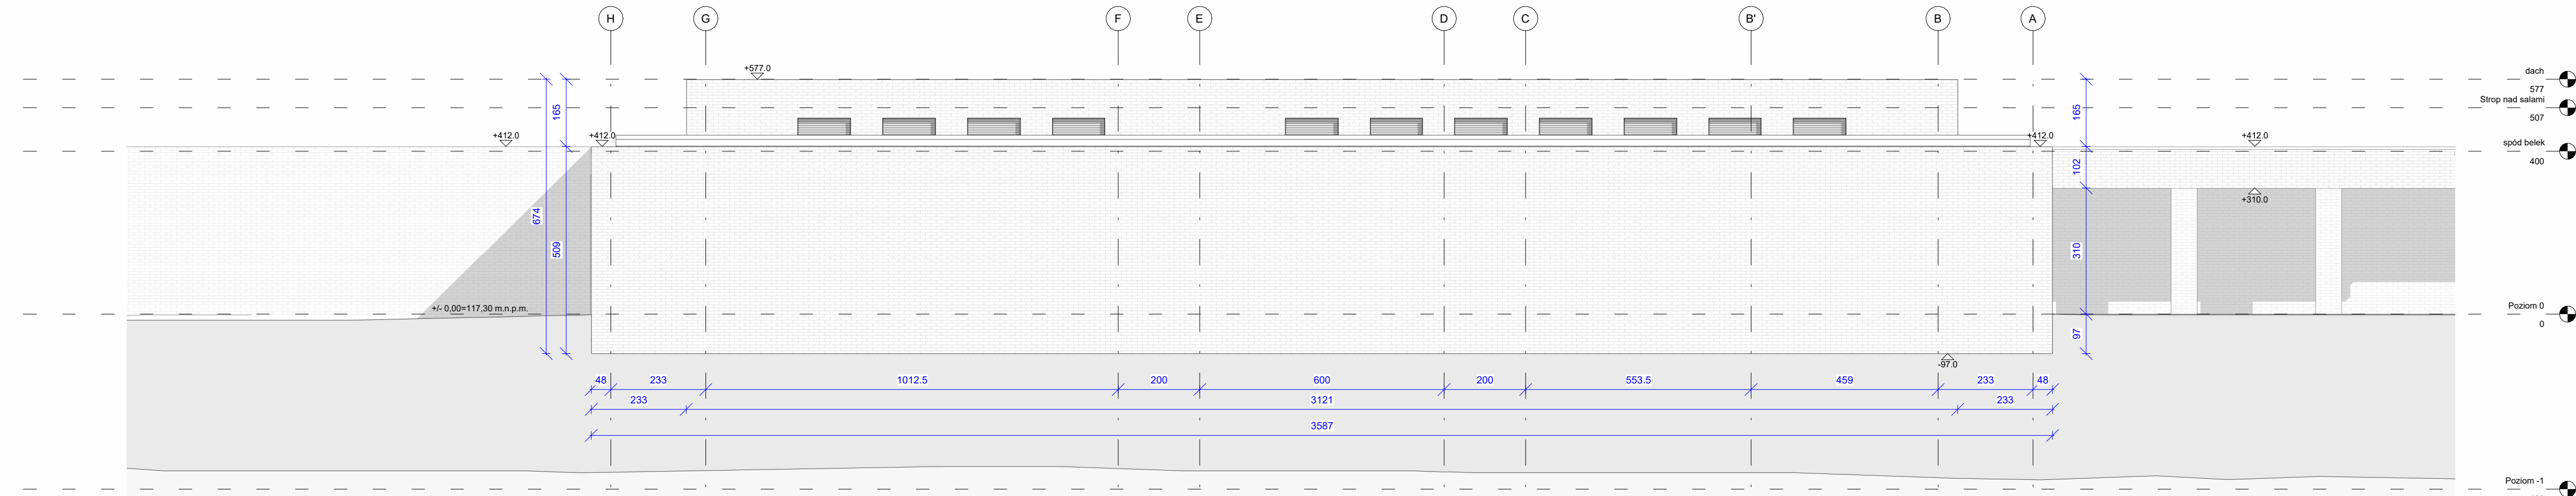 H G F E D C B' B A
+577.0
dach
577
Strop nad salami
507
165 165 165
+412.0 +412.0 +412.0 +412.0
spód belek
400
102
+310.0
674
509
310
+/- 0,00=117,30 m.n.p.m.
Poziom 0
0
97
-97.0
48 233 1012.5 200 600 200 553.5 459 233 48
233 3121 233
3587
Poziom -1